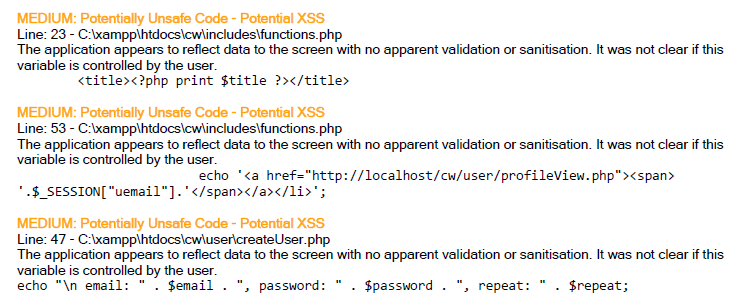 MEDIUM: Potentially Unsafe Code - Potential XSS
Line: 23 - C:\xampp\htdocs\cw\includes\functions.php
The application appears to reflect data to the screen with no apparent validation or sanitisation. It was not clear if this
variable is controlled by the user.
<title><?php print $title ?></title>
MEDIUM: Potentially Unsafe Code - Potential XSS
Line: 53 - C:\xampp\htdocs\cw\includes\functions.php
The application appears to reflect data to the screen with no apparent validation or sanitisation. It was not clear if this
variable is controlled by the user.
echo '<a href="http://localhost/cw/user/profileView.php"><span>
'.$_SESSION["uemail"].'</span></a></li>';
MEDIUM: Potentially Unsafe Code - Potential XSS
Line: 47 - C:\xampp\htdocs\cw\user\createUser.php
The application appears to reflect data to the screen with no apparent validation or sanitisation. It was not clear if this
variable is controlled by the user.
echo "\n email: " . $email . ", password: " . $password . ", repeat: " . $repeat;